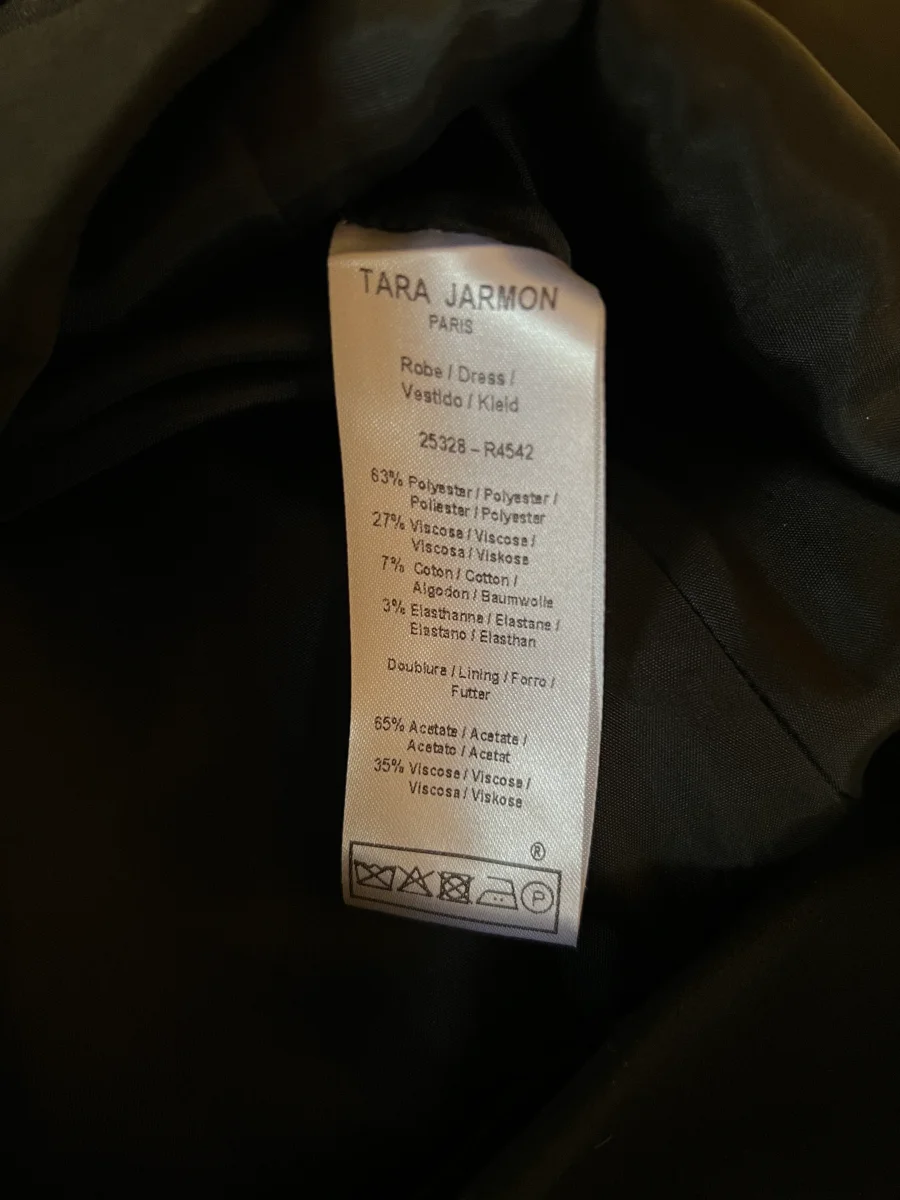 TARA JARMON
PARIS
Robe / Dress /
Vestido / Kleid
25328 – R4542
63% Polyester / Polyester /
Poliester / Polyester
27% Viscose / Viscose /
Viscosa / Viskose
7% Coton / Cotton /
Algodon / Baumwolle
3% Elasthanne / Elastane /
Elastano / Elasthan
Doublure / Lining / Forro /
Futter
65% Acetate / Acetate /
Acetato / Acetat
35% Viscose / Viscose /
Viscosa / Viskose
®
P